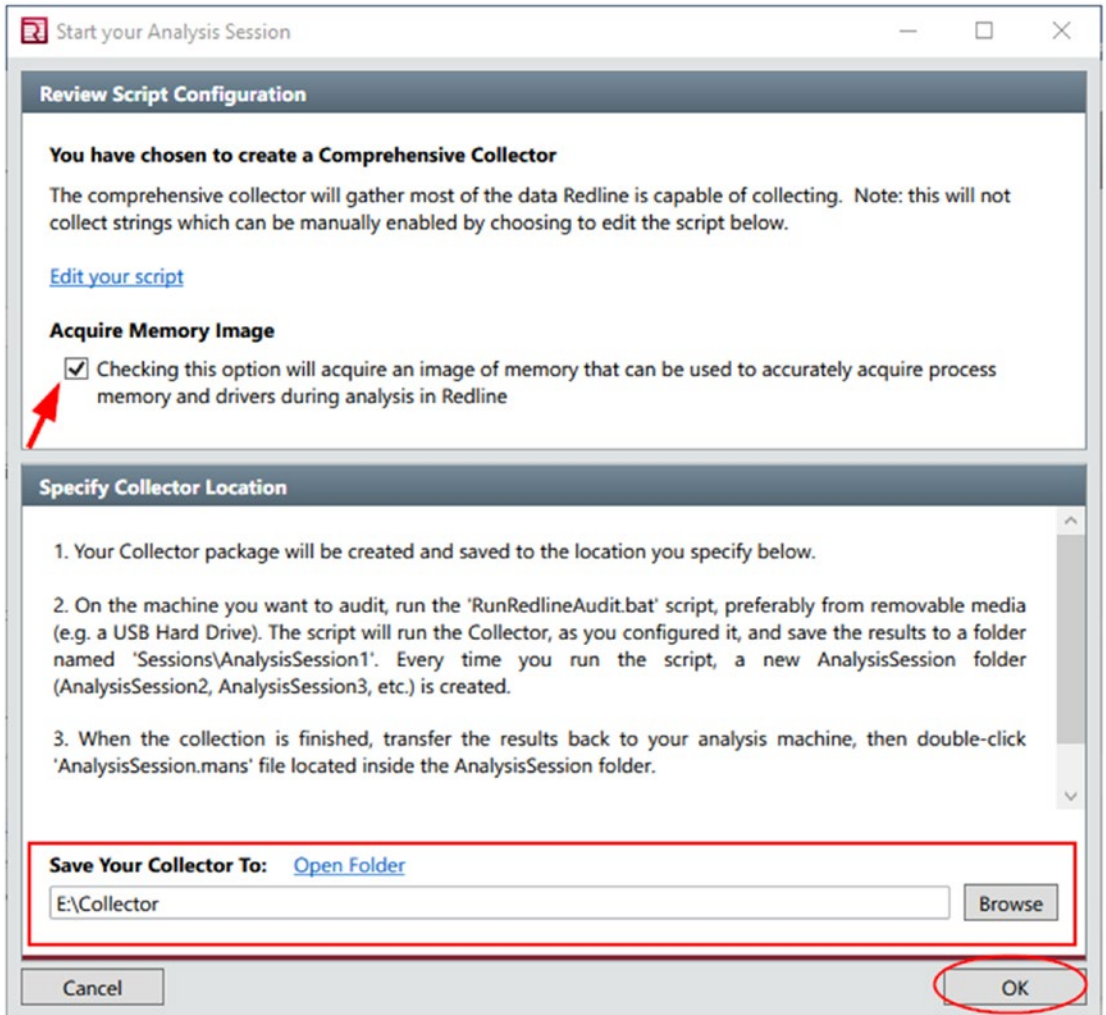 Start your Analysis Session
Review Script Configuration
You have chosen to create a Comprehensive Collector
The comprehensive collector will gather most of the data Redline is capable of collecting.  Note: this will not
collect strings which can be manually enabled by choosing to edit the script below.
Edit your script
Acquire Memory Image
Checking this option will acquire an image of memory that can be used to accurately acquire process
memory and drivers during analysis in Redline
Specify Collector Location
1. Your Collector package will be created and saved to the location you specify below.
2. On the machine you want to audit, run the 'RunRedlineAudit.bat' script, preferably from removable media
(e.g. a USB Hard Drive). The script will run the Collector, as you configured it, and save the results to a folder
named 'Sessions\AnalysisSession1'. Every time you run the script, a new AnalysisSession folder
(AnalysisSession2, AnalysisSession3, etc.) is created.
3. When the collection is finished, transfer the results back to your analysis machine, then double-click
'AnalysisSession.mans' file located inside the AnalysisSession folder.
Save Your Collector To: Open Folder
E:\Collector
Browse
Cancel
OK